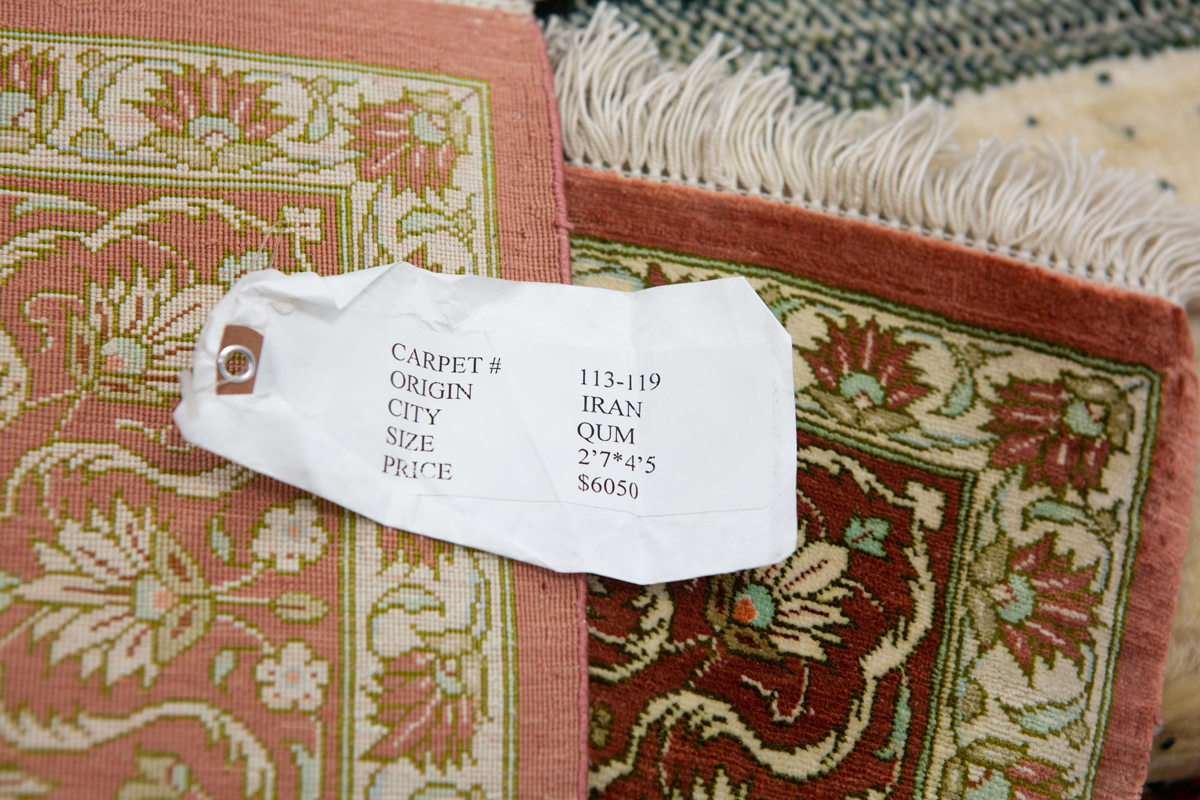 CARPET # 113-119
ORIGIN IRAN
CITY QUM
SIZE 2'7*4'5
PRICE $6050